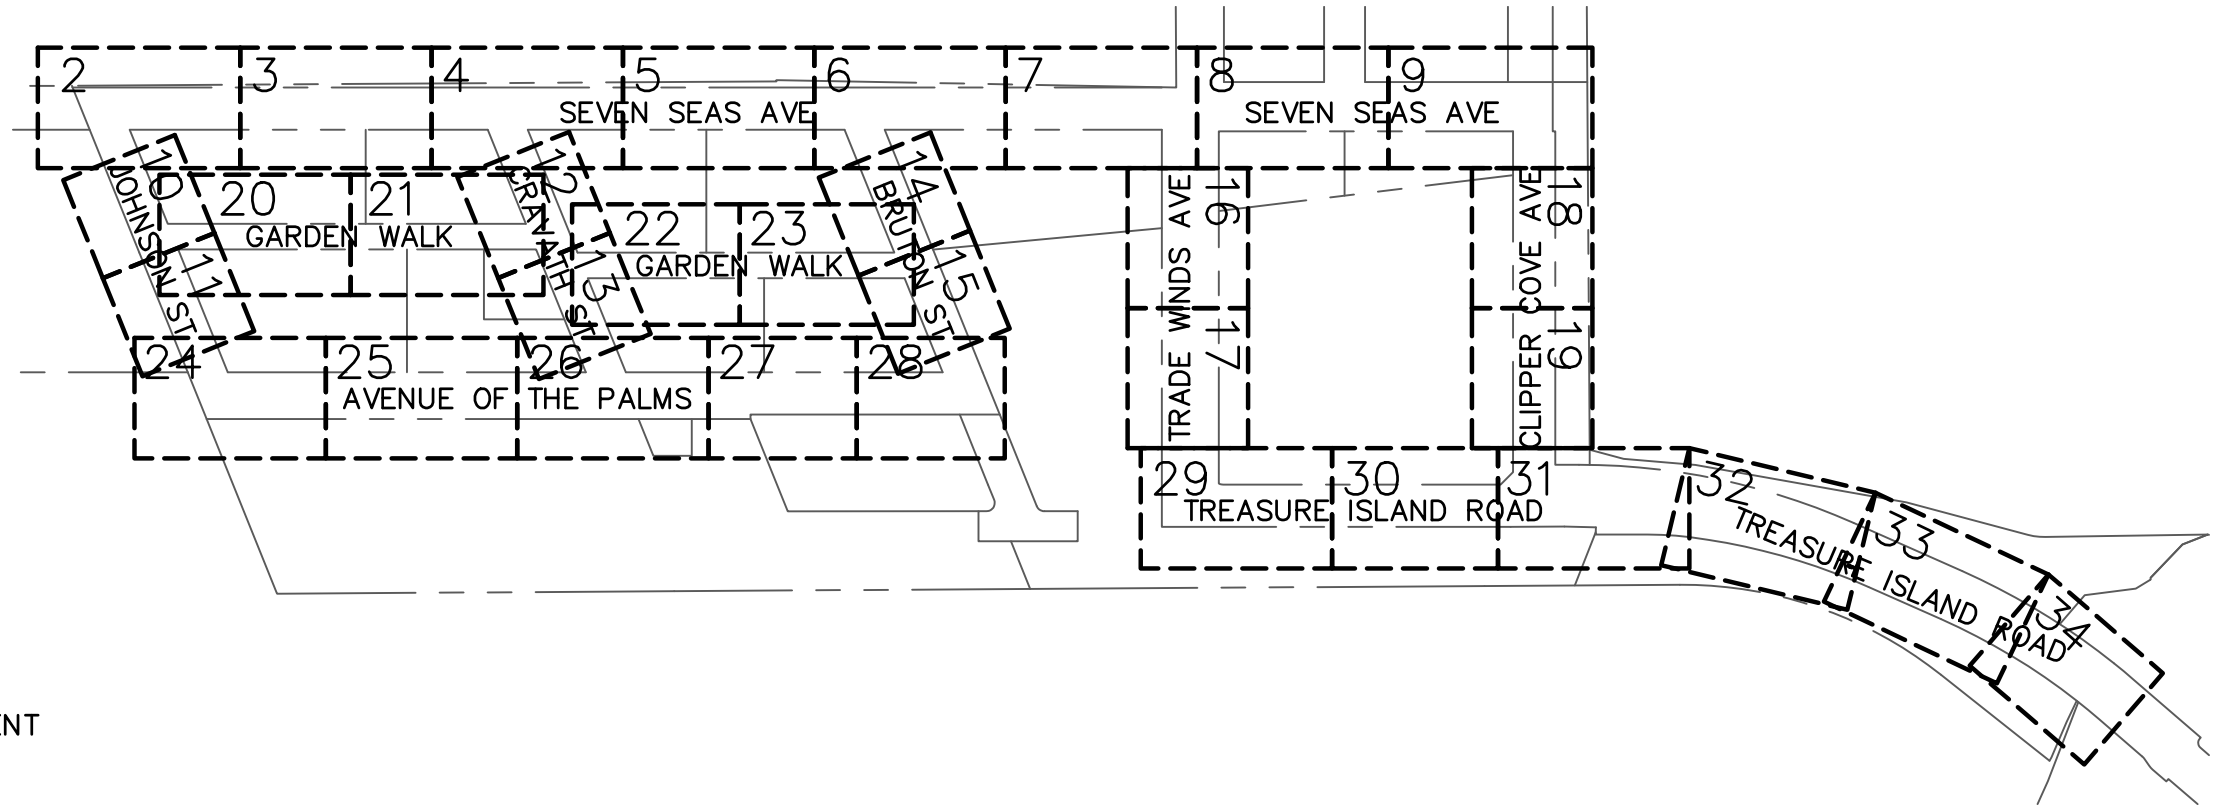 2 3 4 5 6 7 8 9
SEVEN SEAS AVE SEVEN SEAS AVE
10 12 14 16 18
JOHNSON ST
CRAVATH ST
BRUTON ST
20 21 22 23
GARDEN WALK
GARDEN WALK
11 13 15 17 19
TRADE WINDS AVE
CLIPPER COVE AVE
24 25 26 27 28
AVENUE OF THE PALMS
29 30 31 32 33 34
TREASURE ISLAND ROAD
TREASURE ISLAND ROAD